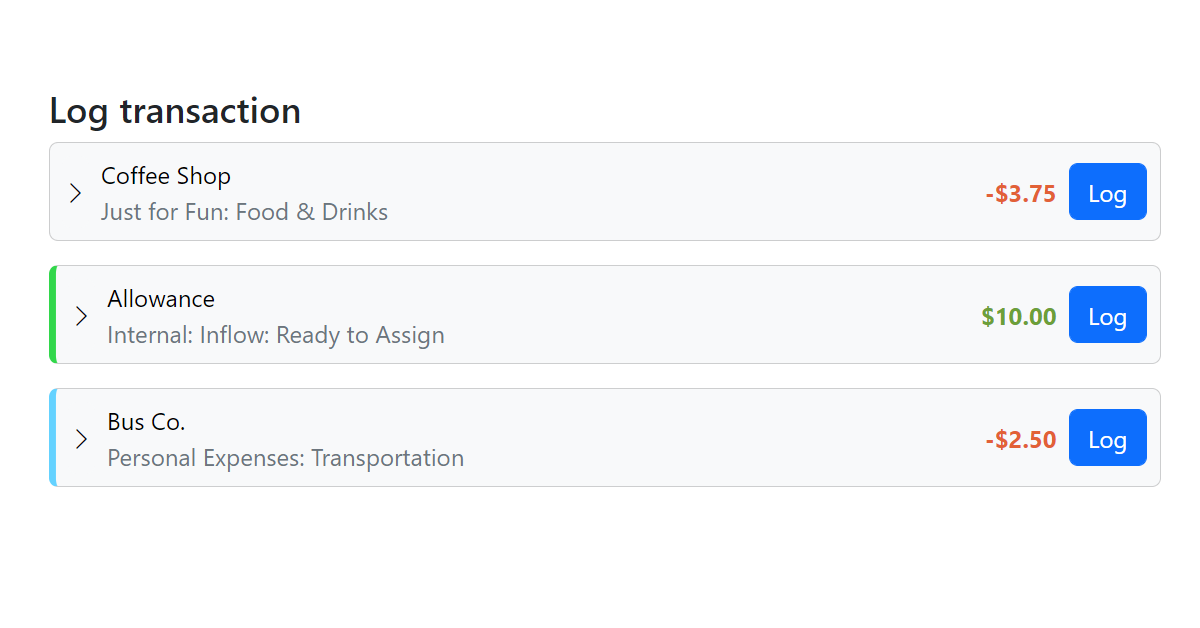 Log transaction
Coffee Shop
Just for Fun: Food & Drinks
-$3.75
Log
Allowance
Internal: Inflow: Ready to Assign
$10.00
Log
Bus Co.
Personal Expenses: Transportation
-$2.50
Log